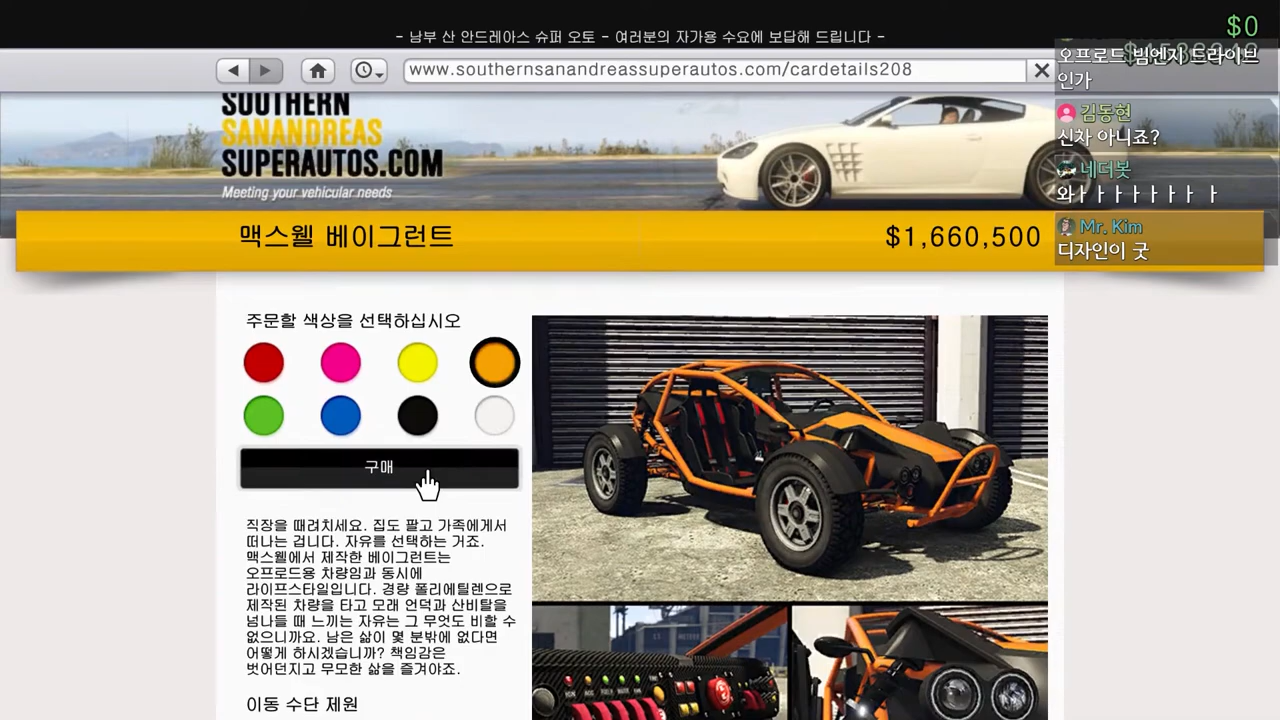 - 남부 산 안드레아스 슈퍼 오토 - 여러분의 자가용 수요에 보답해 드립니다 -
$0
www.southernsanandreassuperautos.com/cardetails208
오프로드 빔엔지 드라이브
인가
김동현
신차 아니죠?
네더봇
와ㅏㅏㅏㅏㅏㅏㅏ
Mr. Kim
디자인이 굿
SOUTHERN
SANANDREAS
SUPERAUTOS.COM
Meeting your vehicular needs
맥스웰 베이그런트
$1,660,500
주문할 색상을 선택하십시오
구매
직장을 때려치세요. 집도 팔고 가족에게서
떠나는 겁니다. 자유를 선택하는 거죠.
맥스웰에서 제작한 베이그런트는
오프로드용 차량임과 동시에
라이프스타일입니다. 경량 폴리에틸렌으로
제작된 차량을 타고 모래 언덕과 산비탈을
넘나들 때 느끼는 자유는 그 무엇도 비할 수
없으니까요. 남은 삶이 몇 분밖에 없다면
어떻게 하시겠습니까? 책임감은
벗어던지고 무모한 삶을 즐겨야죠.
이동 수단 제원